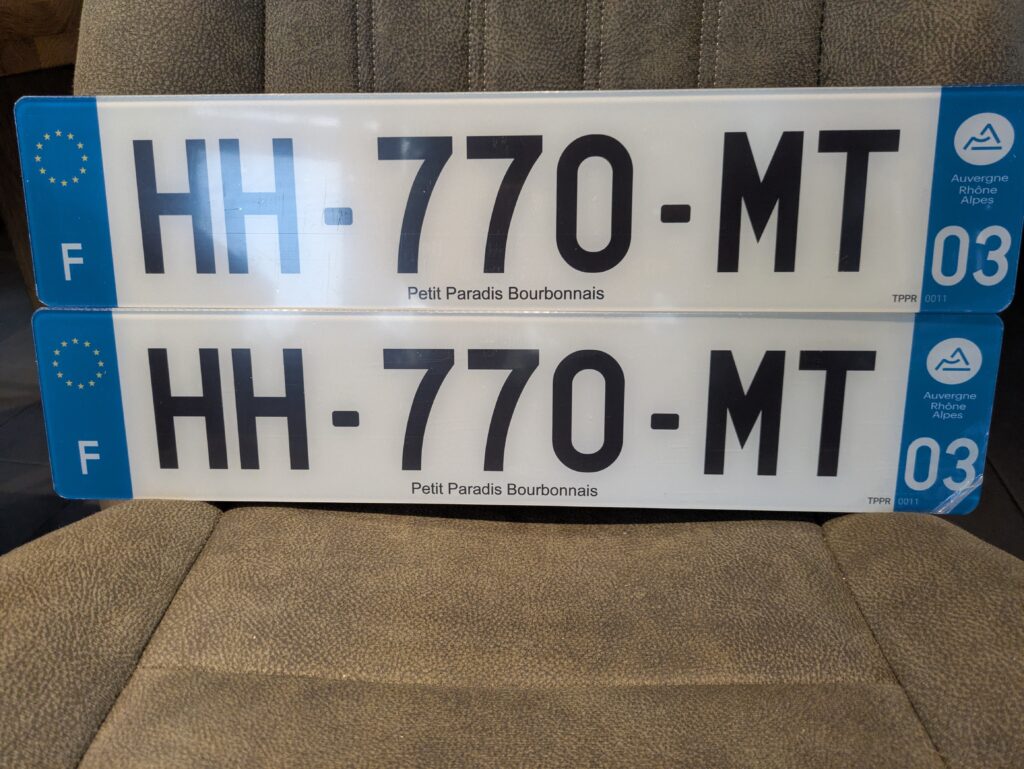 F
HH-770-MT
Petit Paradis Bourbonnais
TPPR 0011
Auvergne
Rhône
Alpes
03
F
HH-770-MT
Petit Paradis Bourbonnais
TPPR 0011
Auvergne
Rhône
Alpes
03